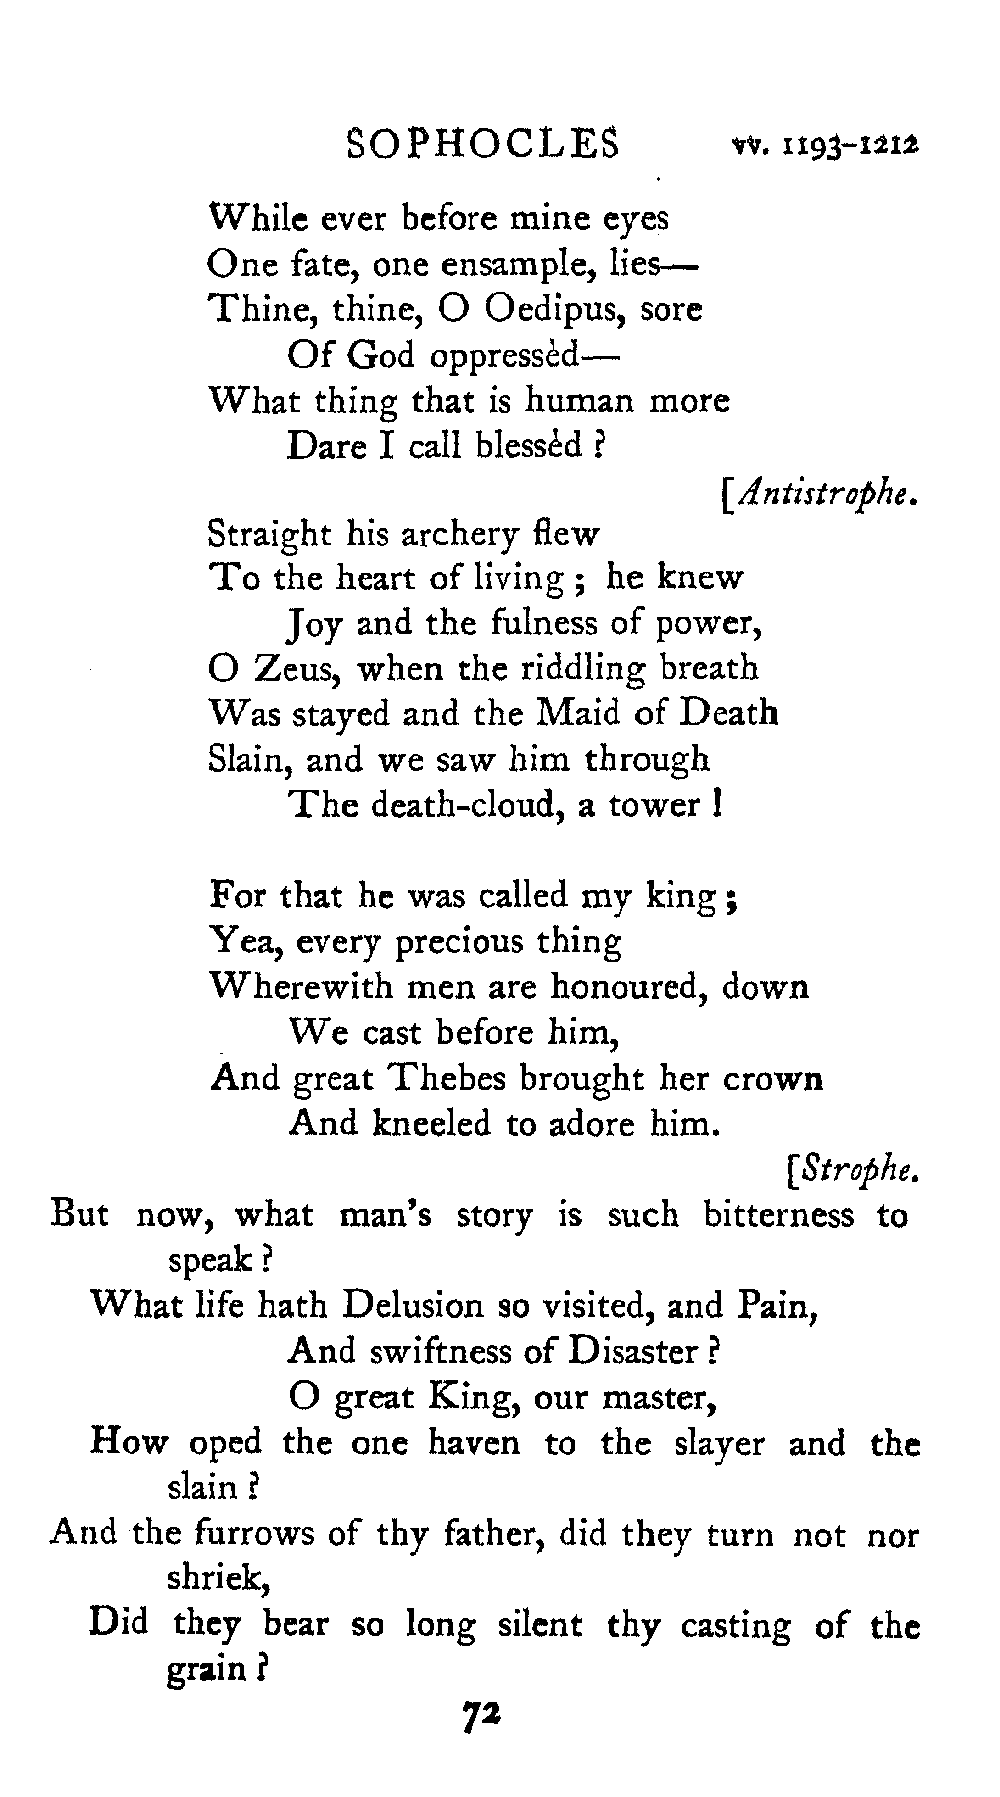 SOPHOCLES vv. 1193-1212
While ever before mine eyes
One fate, one ensample, lies—
Thine, thine, O Oedipus, sore
Of God oppressèd—
What thing that is human more
Dare I call blessèd ?
[Antistrophe.
Straight his archery flew
To the heart of living ; he knew
Joy and the fulness of power,
O Zeus, when the riddling breath
Was stayed and the Maid of Death
Slain, and we saw him through
The death-cloud, a tower !
For that he was called my king ;
Yea, every precious thing
Wherewith men are honoured, down
We cast before him,
And great Thebes brought her crown
And kneeled to adore him.
[Strophe.
But now, what man's story is such bitterness to
speak ?
What life hath Delusion so visited, and Pain,
And swiftness of Disaster ?
O great King, our master,
How oped the one haven to the slayer and the
slain ?
And the furrows of thy father, did they turn not nor
shriek,
Did they bear so long silent thy casting of the
grain ?
72